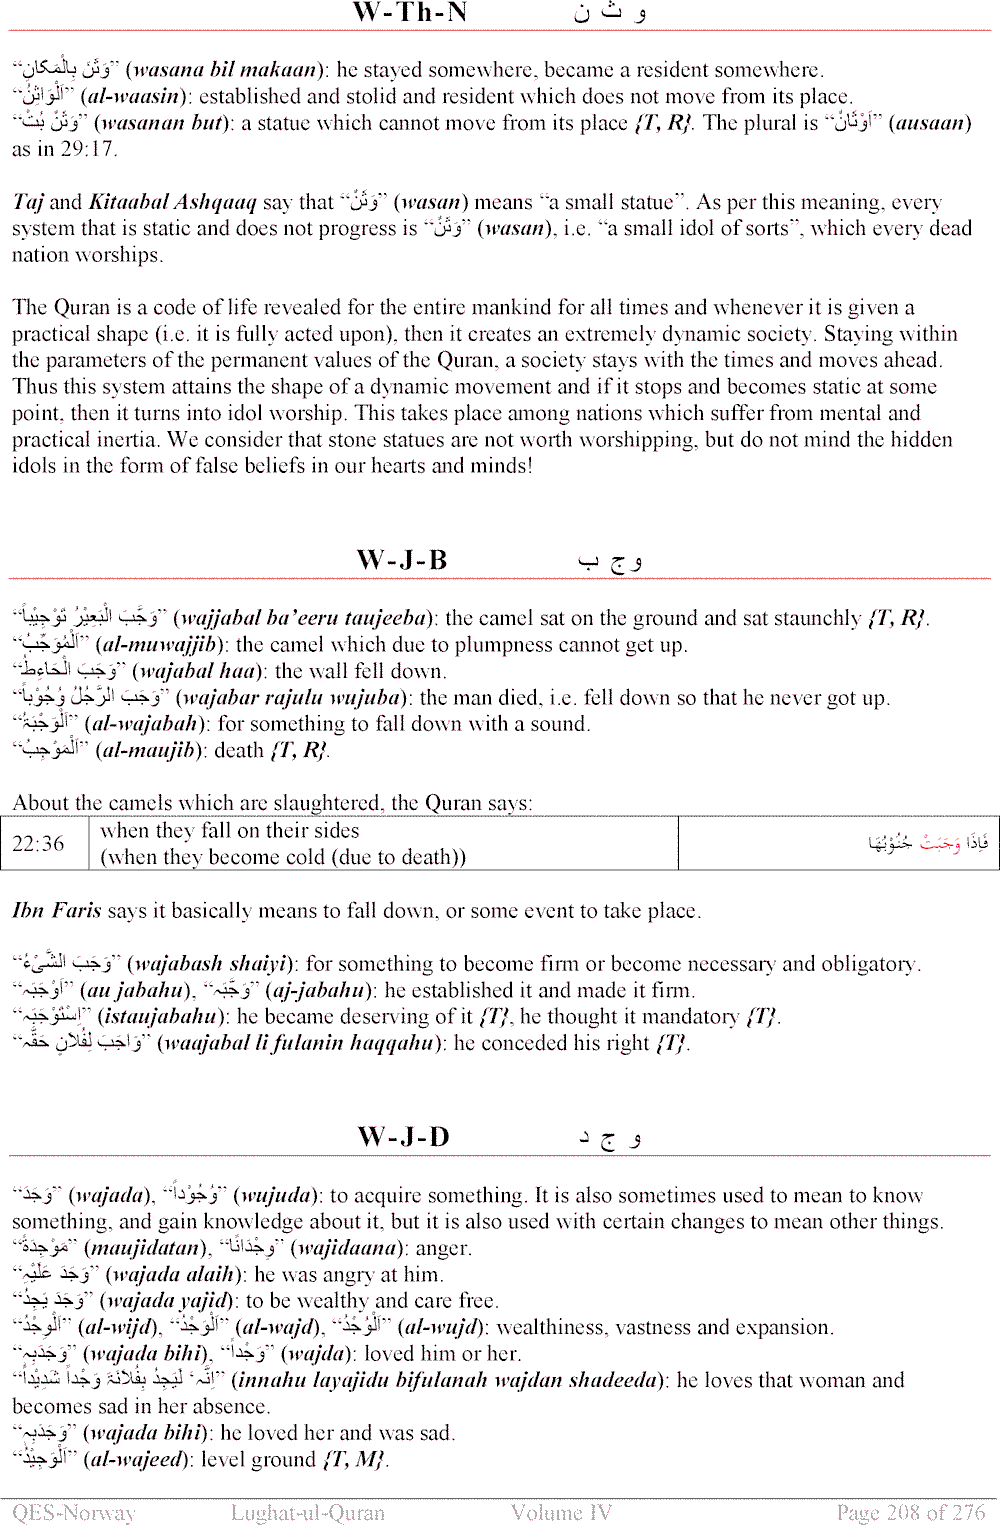 W-Th-N و ث ن
“وَثَنَ بِالْمَكَانِ” (wasana bil makaan): he stayed somewhere, became a resident somewhere.
“اَلْوَاثِنُ” (al-waasin): established and stolid and resident which does not move from its place.
“وَثَنٌ بُتْ” (wasanan but): a statue which cannot move from its place {T, R}. The plural is “اَوْثَانٌ” (ausaan)
as in 29:17.
Taj and Kitaabal Ashqaaq say that “وَثَنٌ” (wasan) means “a small statue”. As per this meaning, every
system that is static and does not progress is “وَثَنٌ” (wasan), i.e. “a small idol of sorts”, which every dead
nation worships.
The Quran is a code of life revealed for the entire mankind for all times and whenever it is given a
practical shape (i.e. it is fully acted upon), then it creates an extremely dynamic society. Staying within
the parameters of the permanent values of the Quran, a society stays with the times and moves ahead.
Thus this system attains the shape of a dynamic movement and if it stops and becomes static at some
point, then it turns into idol worship. This takes place among nations which suffer from mental and
practical inertia. We consider that stone statues are not worth worshipping, but do not mind the hidden
idols in the form of false beliefs in our hearts and minds!
W-J-B و ج ب
“وَجَّبَ الْبَعِيْرُ تَوْجِيْباً” (wajjabal ba’eeru taujeeba): the camel sat on the ground and sat staunchly {T, R}.
“اَلْمُوَجِّبُ” (al-muwajjib): the camel which due to plumpness cannot get up.
“وَجَبَ الْحَاءِطُ” (wajabal haa): the wall fell down.
“وَجَبَ الرَّجُلُ وُجُوْباً” (wajabar rajulu wujuba): the man died, i.e. fell down so that he never got up.
“اَلْوَجْبَۃُ” (al-wajabah): for something to fall down with a sound.
“اَلْمَوْجِبُ” (al-maujib): death {T, R}.
About the camels which are slaughtered, the Quran says:
22:36 when they fall on their sides فَاِذَا وَجَبَتْ جُنُوْبُهَا
(when they become cold (due to death))
Ibn Faris says it basically means to fall down, or some event to take place.
“وَجَبَ الشَّیْءُ” (wajabash shaiyi): for something to become firm or become necessary and obligatory.
“اَوْجَبَہ” (au jabahu), “وَجَّبَہ” (aj-jabahu): he established it and made it firm.
“اِسْتَوْجَبَہ” (istaujabahu): he became deserving of it {T}, he thought it mandatory {T}.
“وَاجَبَ لِفُلَانٍ حَقَّہ” (waajabal li fulanin haqqahu): he conceded his right {T}.
W-J-D و ج د
“وَجَدَ” (wajada), “وُجُوْداً” (wujuda): to acquire something. It is also sometimes used to mean to know
something, and gain knowledge about it, but it is also used with certain changes to mean other things.
“مَوْجِدَۃً” (maujidatan), “وِجْدَانًا” (wajidaana): anger.
“وَجَدَ عَلَيْہِ” (wajada alaih): he was angry at him.
“وَجَدَ يَجِدُ” (wajada yajid): to be wealthy and care free.
“اَلْوِجْدُ” (al-wijd), “اَلْوَجْدُ” (al-wajd), “اَلْوُجْدُ” (al-wujd): wealthiness, vastness and expansion.
“وَجَدَبِہِ” (wajada bihi), “وَجْداً” (wajda): loved him or her.
“اِنَّہ‘ لَيَجِدُ بِفُلَانَۃَ وَجْداً شَدِيْداً” (innahu layajidu bifulanah wajdan shadeeda): he loves that woman and
becomes sad in her absence.
“وَجَدَبِہِ” (wajada bihi): he loved her and was sad.
“اَلْوَجِيْدُ” (al-wajeed): level ground {T, M}.
QES-Norway Lughat-ul-Quran Volume IV Page 208 of 276